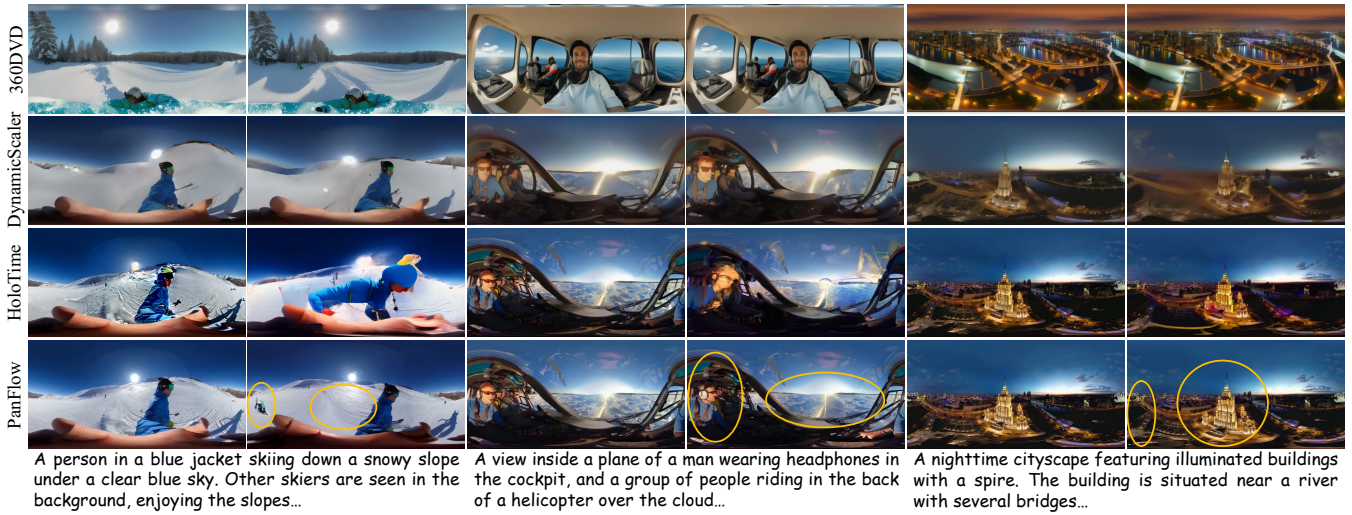 360DVD
DynamicScaler
HoloTime
PanFlow
A person in a blue jacket skiing down a snowy slope
under a clear blue sky. Other skiers are seen in the
background, enjoying the slopes…
A view inside a plane of a man wearing headphones in
the cockpit, and a group of people riding in the back
of a helicopter over the cloud…
A nighttime cityscape featuring illuminated buildings
with a spire. The building is situated near a river
with several bridges…